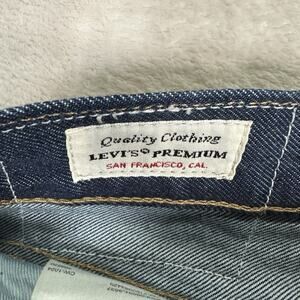 Quality Clothing
LEVI'S® PREMIUM
SAN FRANCISCO, CAL.